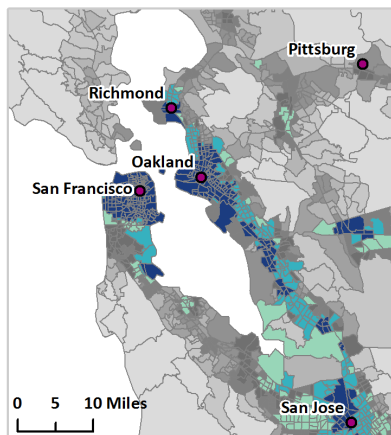 Pittsburg
Richmond
Oakland
San Francisco
San Jose
0 5 10 Miles